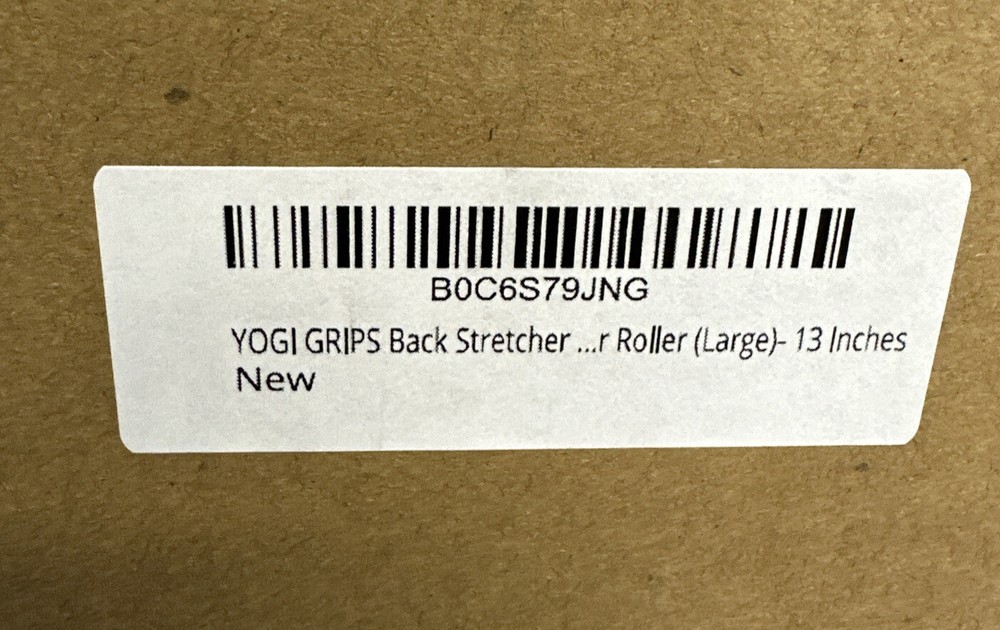 B0C6S79JNG
YOGI GRIPS Back Stretcher ...r Roller (Large)- 13 Inches
New